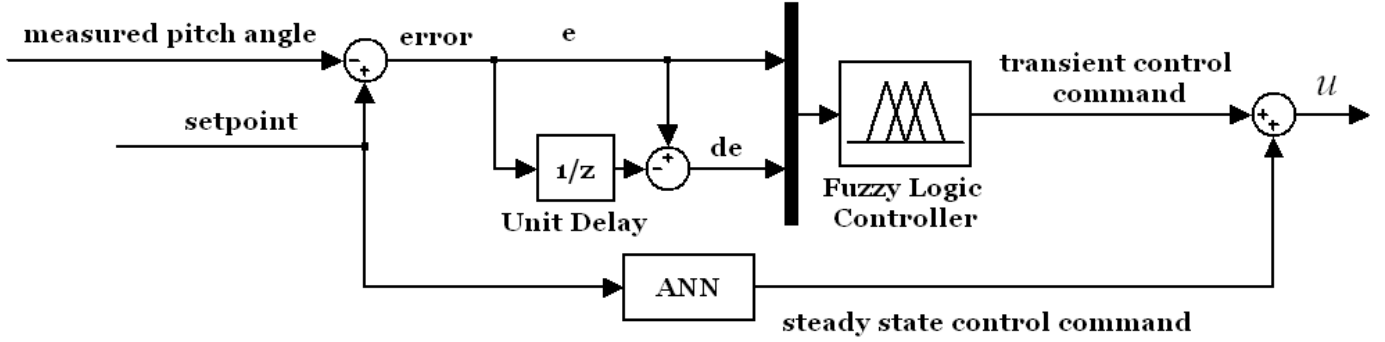 measured pitch angle
error
e
setpoint
de
1/z
Unit Delay
Fuzzy Logic
Controller
transient control
command
u
ANN
steady state control command